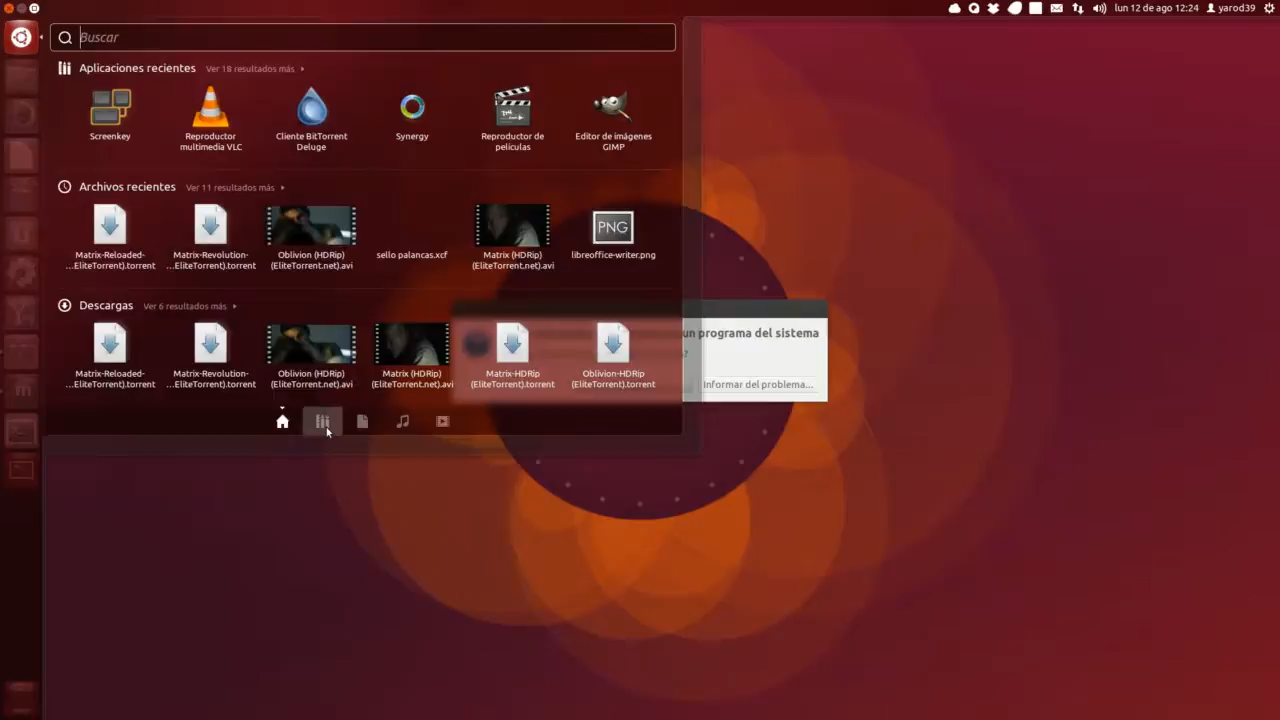 lun 12 de ago 12:24 yarod39
Buscar
Aplicaciones recientes Ver 18 resultados más
Screenkey
Reproductor
multimedia VLC
Cliente BitTorrent
Deluge
Synergy
Reproductor de
películas
Editor de imágenes
GIMP
Archivos recientes Ver 11 resultados más
Matrix-Reloaded-
...EliteTorrent).torrent
Matrix-Revolution-
...EliteTorrent).torrent
Oblivion (HDRip)
(EliteTorrent.net).avi
sello palancas.xcf
Matrix (HDRip)
(EliteTorrent.net).avi
PNG
libreoffice-writer.png
Descargas Ver 6 resultados más
Matrix-Reloaded-
...EliteTorrent).torrent
Matrix-Revolution-
...EliteTorrent).torrent
Oblivion (HDRip)
(EliteTorrent.net).avi
Matrix (HDRip)
(EliteTorrent.net).avi
Matrix-HDRip
(EliteTorrent).torrent
Oblivion-HDRip
(EliteTorrent).torrent
un programa del sistema
?
Informar del problema...